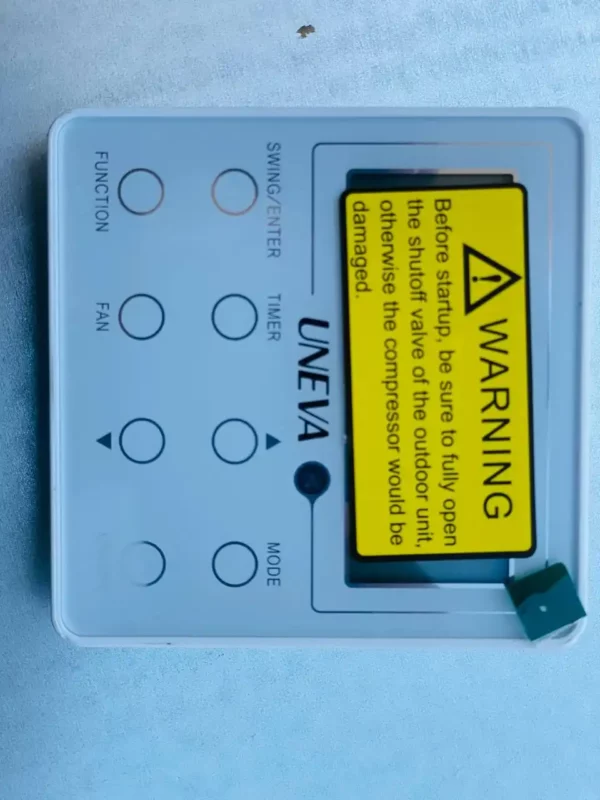 WARNING
Before startup, be sure to fully open
the shutoff valve of the outdoor unit,
otherwise the compressor would be
damaged.
UNEVA
SWING/ENTER TIMER ▲ MODE
FUNCTION FAN ▼